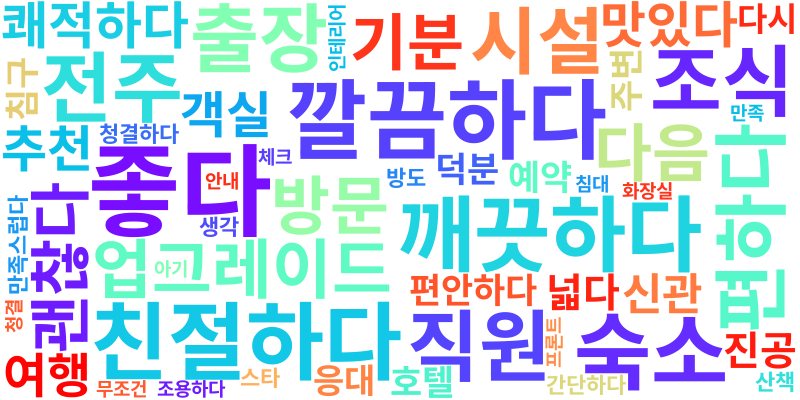 쾌적하다
출장
인테리어
기분
시설
맛있다
다시
침구
전주
객실
깔끔하다
주변
조식
만족
추천
청결하다
좋다
체크
안내
방문
방도
덕분
예약
침대
다음
화장실
편하다
만족스럽다
괜찮다
생각
깨끗하다
업그레이드
아기
편안하다
넓다
신관
청결
친절하다
직원
프론트
숙소
진공
여행
무조건
조용하다
스타
응대
호텔
간단하다
산책